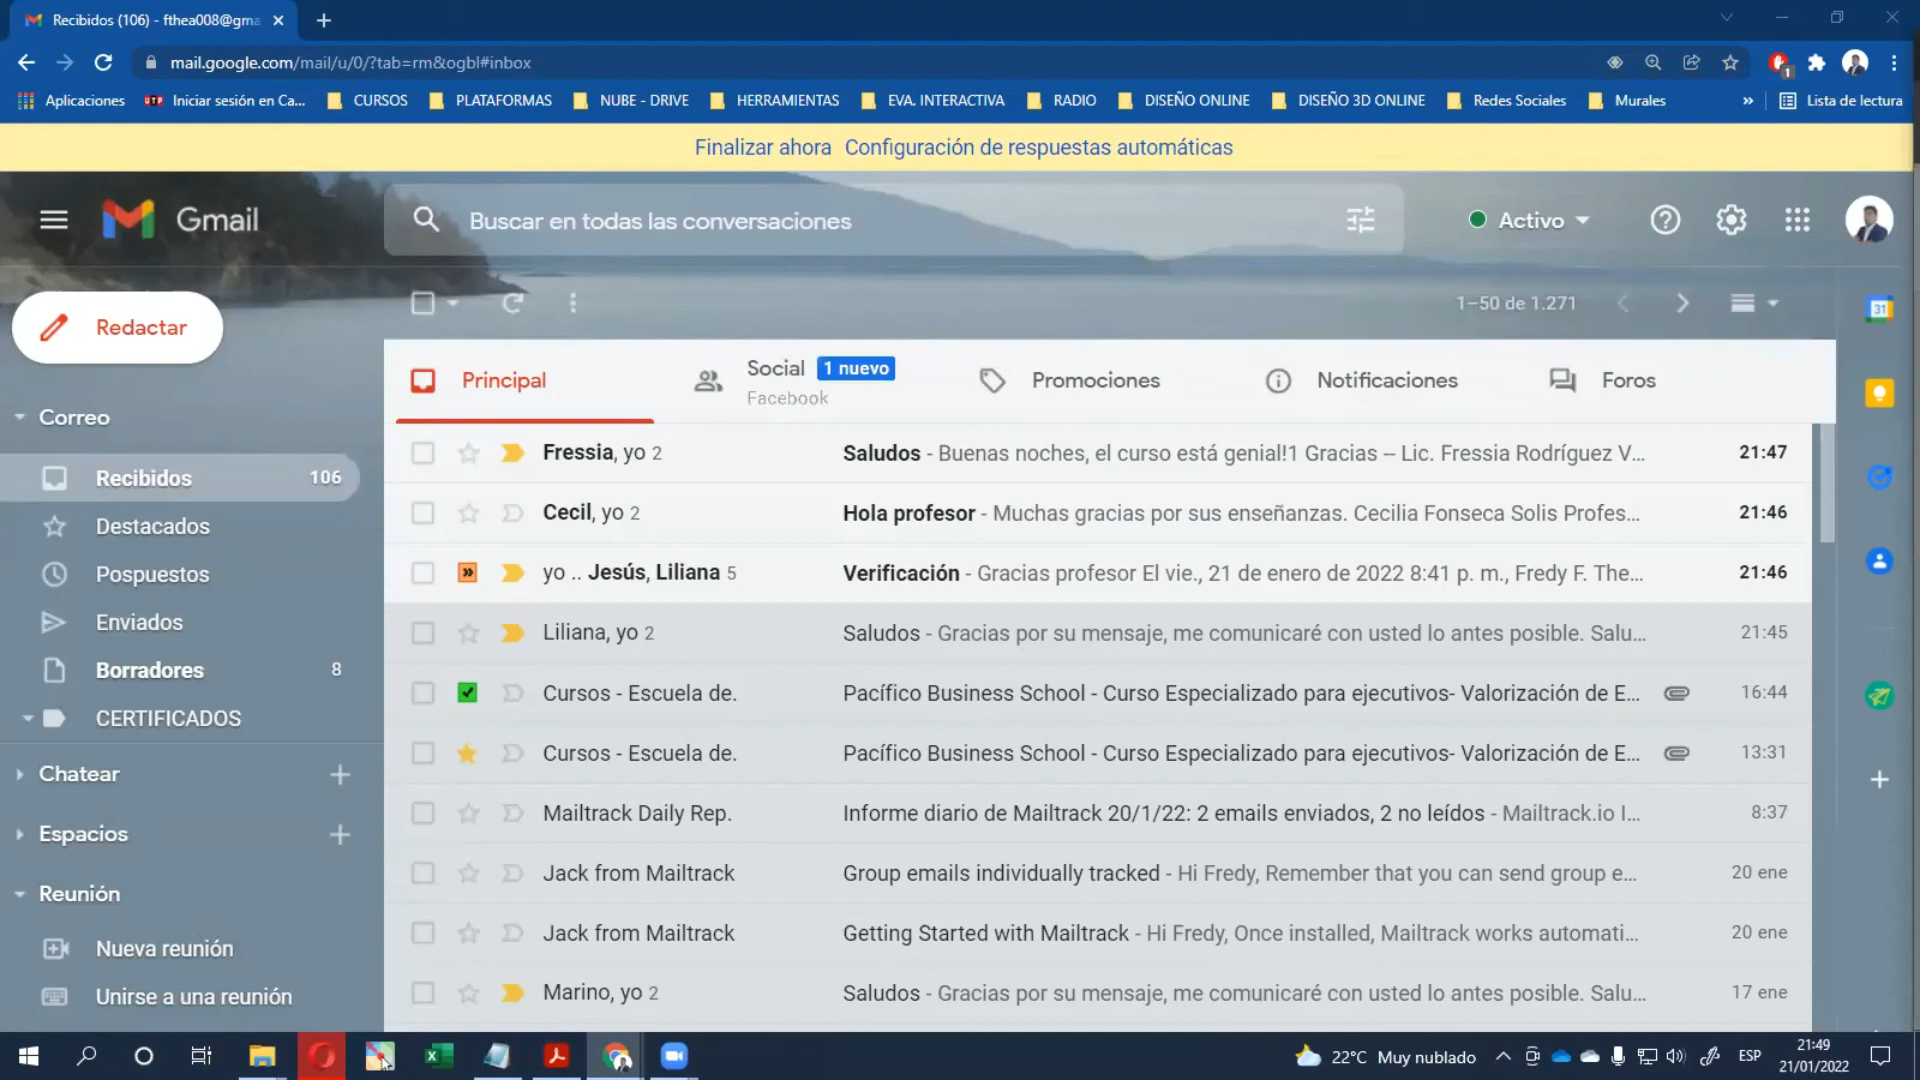 Recibidos (106) - fthea008@gma
mail.google.com/mail/u/0/?tab=rm&ogbl#inbox
1
Aplicaciones
UTP Iniciar sesión en Ca...
CURSOS
PLATAFORMAS
NUBE - DRIVE
HERRAMIENTAS
EVA. INTERACTIVA
RADIO
DISEÑO ONLINE
DISEÑO 3D ONLINE
Redes Sociales
Murales
»
Lista de lectura
Finalizar ahora Configuración de respuestas automáticas
Gmail
Buscar en todas las conversaciones
Activo
Redactar
1–50 de 1.271
31
Principal
Social 1 nuevo
Facebook
Promociones
Notificaciones
Foros
Correo
Recibidos 106
Destacados
Pospuestos
Enviados
Borradores 8
CERTIFICADOS
Chatear
Espacios
Reunión
Nueva reunión
Unirse a una reunión
Fressia, yo 2 Saludos - Buenas noches, el curso está genial!1 Gracias -- Lic. Fressia Rodríguez V... 21:47
Cecil, yo 2 Hola profesor - Muchas gracias por sus enseñanzas. Cecilia Fonseca Solis Profes... 21:46
yo .. Jesús, Liliana 5 Verificación - Gracias profesor El vie., 21 de enero de 2022 8:41 p. m., Fredy F. The... 21:46
Liliana, yo 2 Saludos - Gracias por su mensaje, me comunicaré con usted lo antes posible. Salu... 21:45
Cursos - Escuela de. Pacífico Business School - Curso Especializado para ejecutivos- Valorización de E... 16:44
Cursos - Escuela de. Pacífico Business School - Curso Especializado para ejecutivos- Valorización de E... 13:31
Mailtrack Daily Rep. Informe diario de Mailtrack 20/1/22: 2 emails enviados, 2 no leídos - Mailtrack.io I... 8:37
Jack from Mailtrack Group emails individually tracked - Hi Fredy, Remember that you can send group e... 20 ene
Jack from Mailtrack Getting Started with Mailtrack - Hi Fredy, Once installed, Mailtrack works automati... 20 ene
Marino, yo 2 Saludos - Gracias por su mensaje, me comunicaré con usted lo antes posible. Salu... 17 ene
22°C Muy nublado
ESP
21:49
21/01/2022